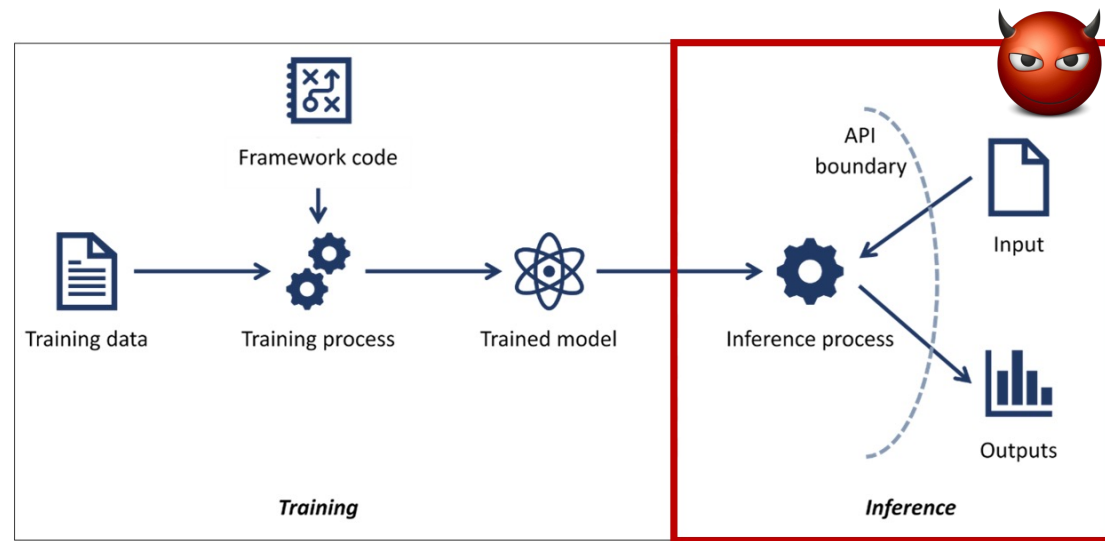 Framework code
API
boundary
Input
Training data
Training process
Trained model
Inference process
Outputs
Training
Inference